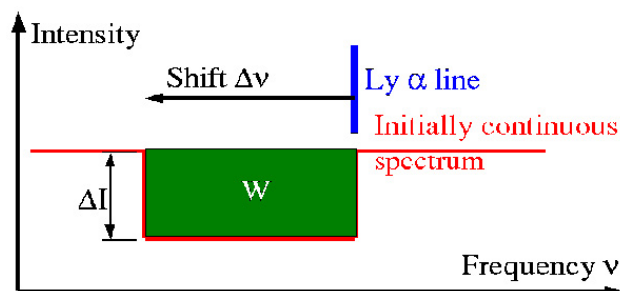 Intensity
Shift Δν
Ly α line
Initially continuous
spectrum
ΔI
W
Frequency ν